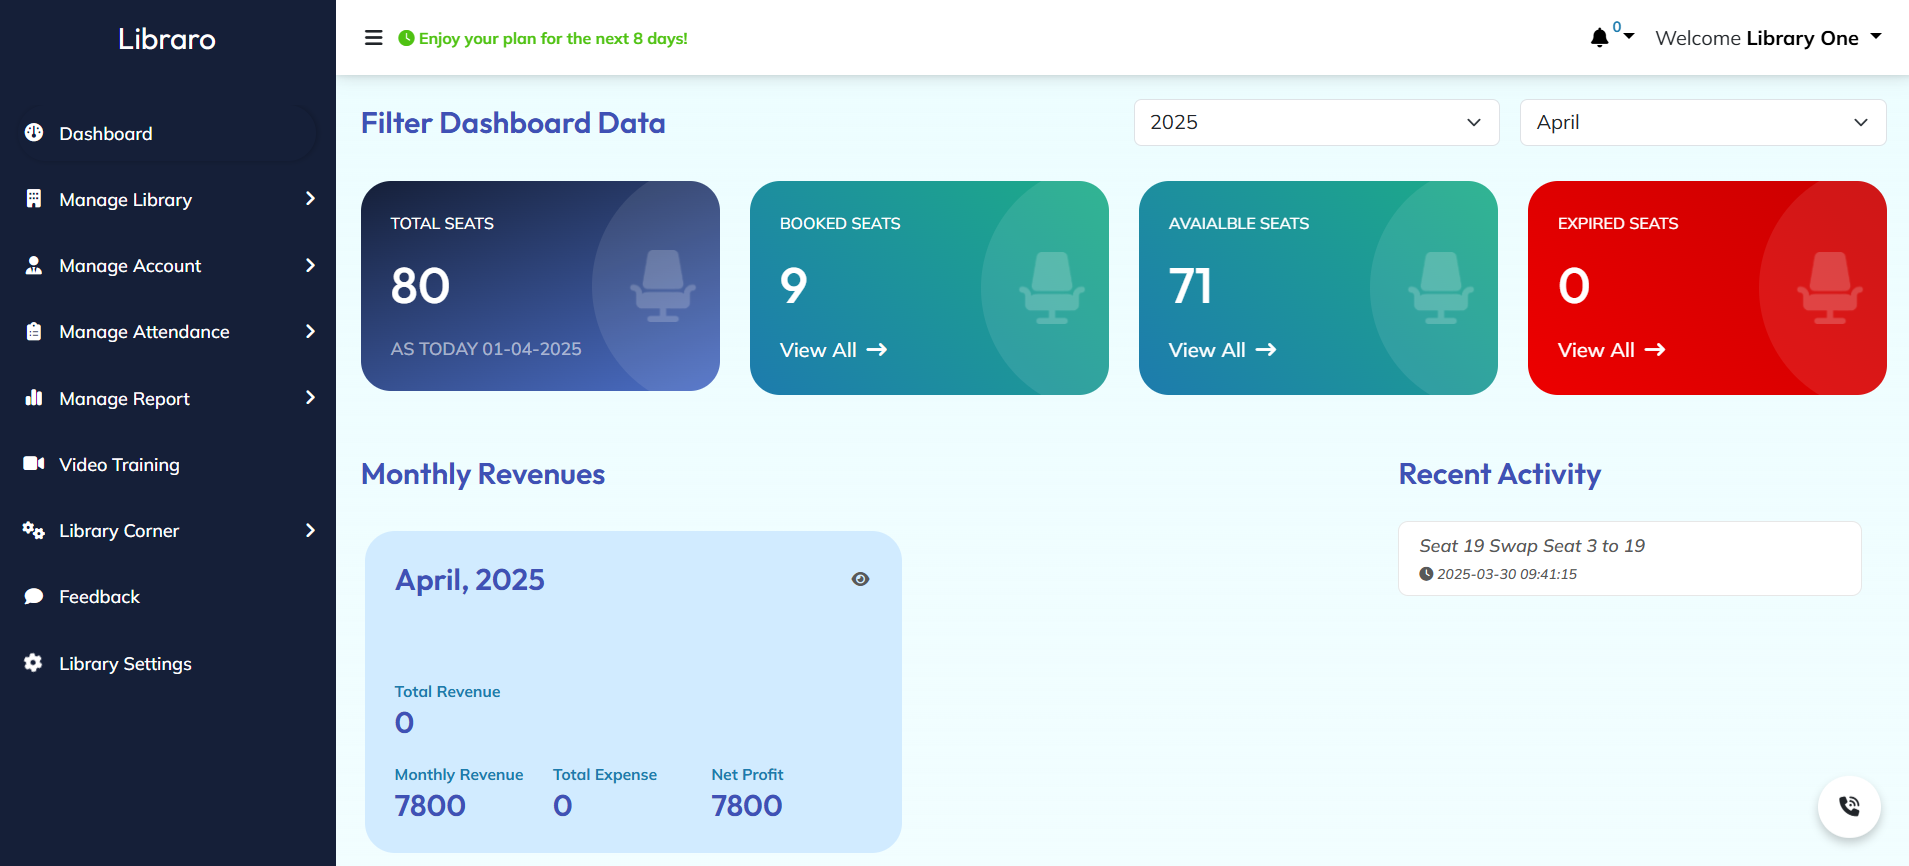 Libraro
Enjoy your plan for the next 8 days!
0
Welcome Library One
Dashboard
Manage Library
Manage Account
Manage Attendance
Manage Report
Video Training
Library Corner
Feedback
Library Settings
Filter Dashboard Data
2025
April
TOTAL SEATS
80
AS TODAY 01-04-2025
BOOKED SEATS
9
View All
AVAIALBLE SEATS
71
View All
EXPIRED SEATS
0
View All
Monthly Revenues
April, 2025
Total Revenue
0
Monthly Revenue
7800
Total Expense
0
Net Profit
7800
Recent Activity
Seat 19 Swap Seat 3 to 19
2025-03-30 09:41:15